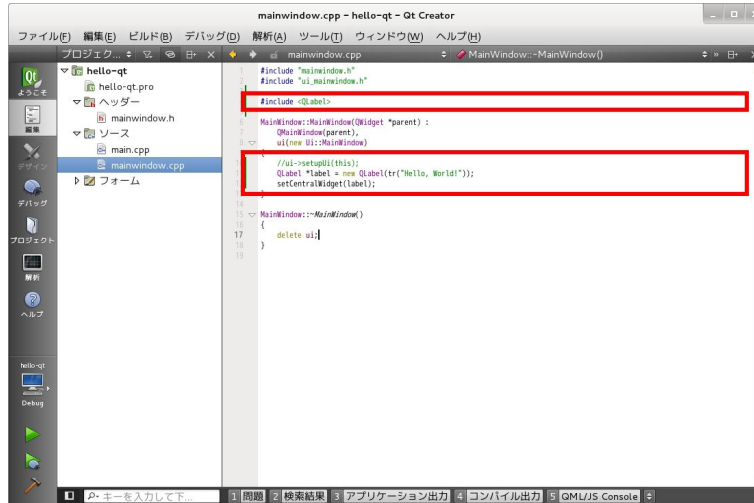 mainwindow.cpp - hello-qt - Qt Creator
ファイル(F) 編集(E) ビルド(B) デバッグ(D) 解析(A) ツール(T) ウィンドウ(W) ヘルプ(H)
プロジェク... mainwindow.cpp MainWindow::~MainWindow()
Qt
ようこそ
編集
デザイン
デバッグ
プロジェクト
解析
ヘルプ
hello-qt
Debug
hello-qt
hello-qt.pro
ヘッダー
mainwindow.h
ソース
main.cpp
mainwindow.cpp
フォーム
1 #include "mainwindow.h"
2 #include "ui_mainwindow.h"
#include <QLabel>
6 MainWindow::MainWindow(QWidget *parent) :
7 QMainWindow(parent),
8 ui(new Ui::MainWindow)
{
//ui->setupUi(this);
QLabel *label = new QLabel(tr("Hello, World!"));
setCentralWidget(label);
}
14
15 MainWindow::~MainWindow()
16 {
17 delete ui;
18 }
19
キーを入力して下... 1 問題 2 検索結果 3 アプリケーション出力 4 コンパイル出力 5 QML/JS Console